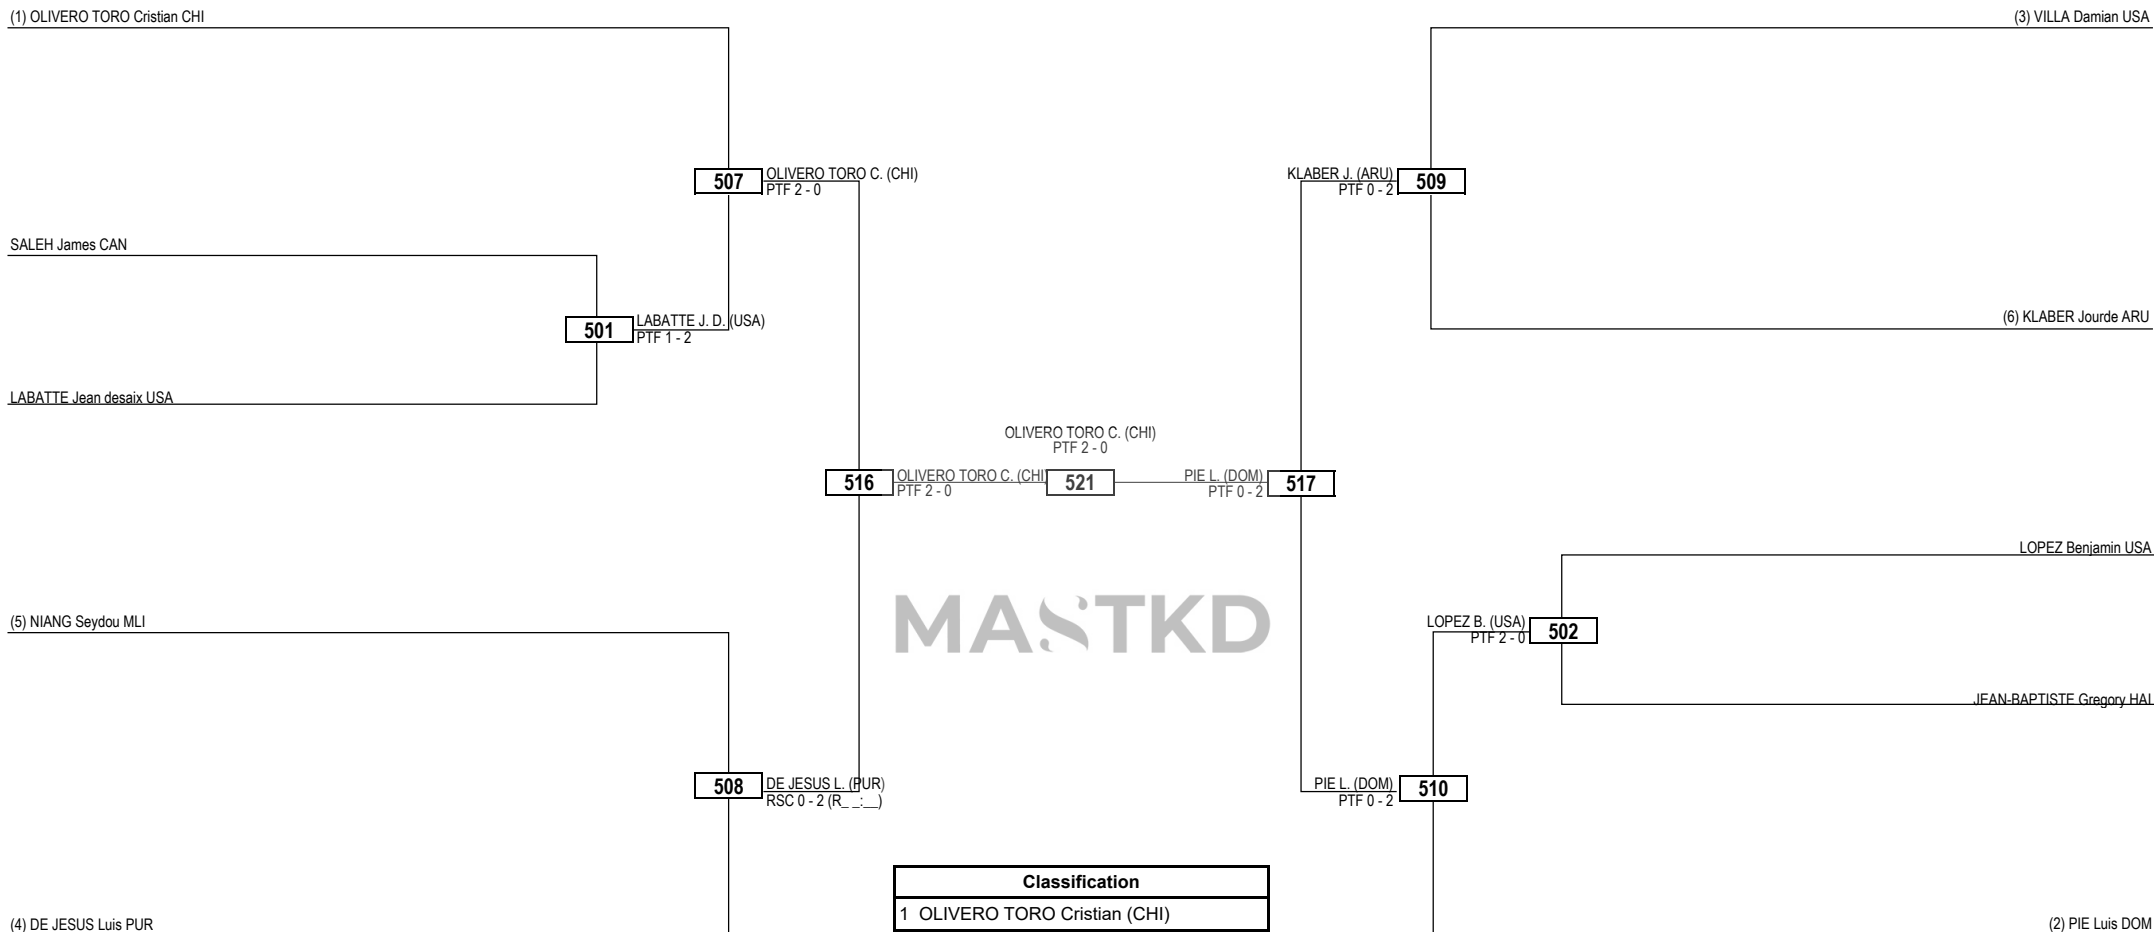 (1) OLIVERO TORO Cristian CHI
(3) VILLA Damian USA
507
OLIVERO TORO C. (CHI)
PTF 2 - 0
KLABER J. (ARU)
PTF 0 - 2
509
SALEH James CAN
501
LABATTE J. D. (USA)
PTF 1 - 2
(6) KLABER Jourde ARU
LABATTE Jean desaix USA
OLIVERO TORO C. (CHI)
PTF 2 - 0
516
OLIVERO TORO C. (CHI)
PTF 2 - 0
521
PIE L. (DOM)
PTF 0 - 2
517
LOPEZ Benjamin USA
MASTKD
(5) NIANG Seydou MLI
LOPEZ B. (USA)
PTF 2 - 0
502
JEAN-BAPTISTE Gregory HAI
508
DE JESUS L. (PUR)
RSC 0 - 2 (R_ _:__)
PIE L. (DOM)
PTF 0 - 2
510
Classification
1 OLIVERO TORO Cristian (CHI)
(4) DE JESUS Luis PUR
(2) PIE Luis DOM